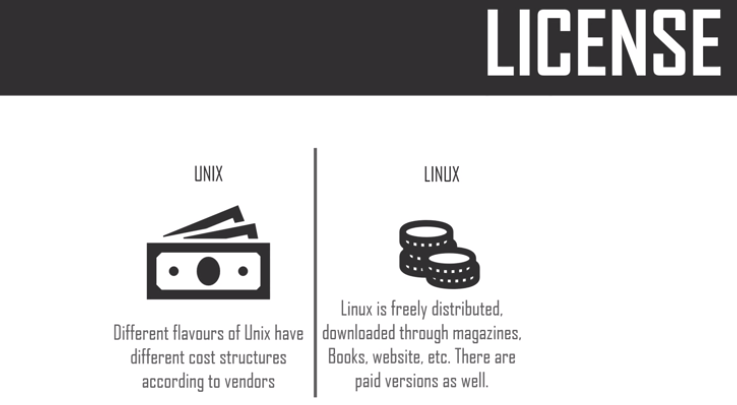 LICENSE
UNIX
Different flavours of Unix have
different cost structures
according to vendors
LINUX
Linux is freely distributed,
downloaded through magazines,
Books, website, etc. There are
paid versions as well.